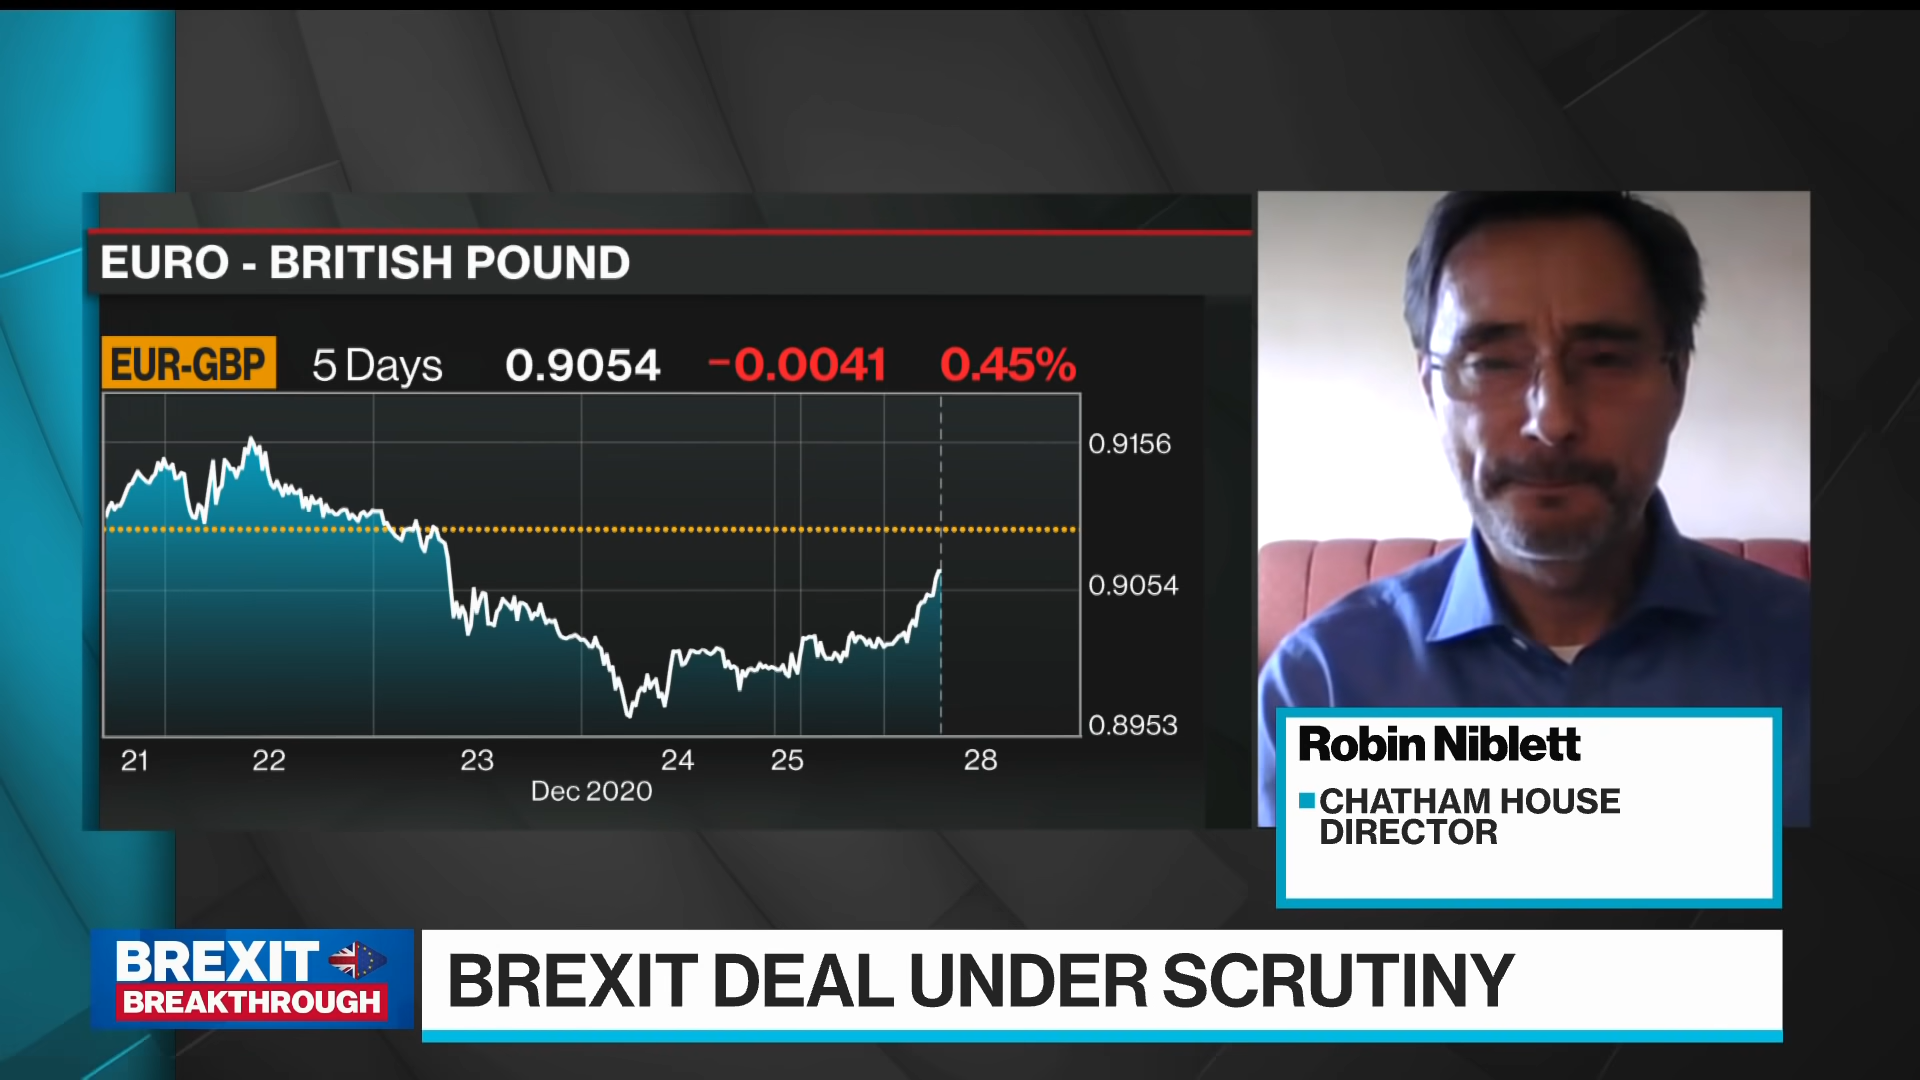 EURO - BRITISH POUND
EUR-GBP 5 Days 0.9054 -0.0041 0.45%
0.9156
0.9054
0.8953
21 22 23 24 25 28
Dec 2020
Robin Niblett
CHATHAM HOUSE
DIRECTOR
BREXIT
BREAKTHROUGH
BREXIT DEAL UNDER SCRUTINY